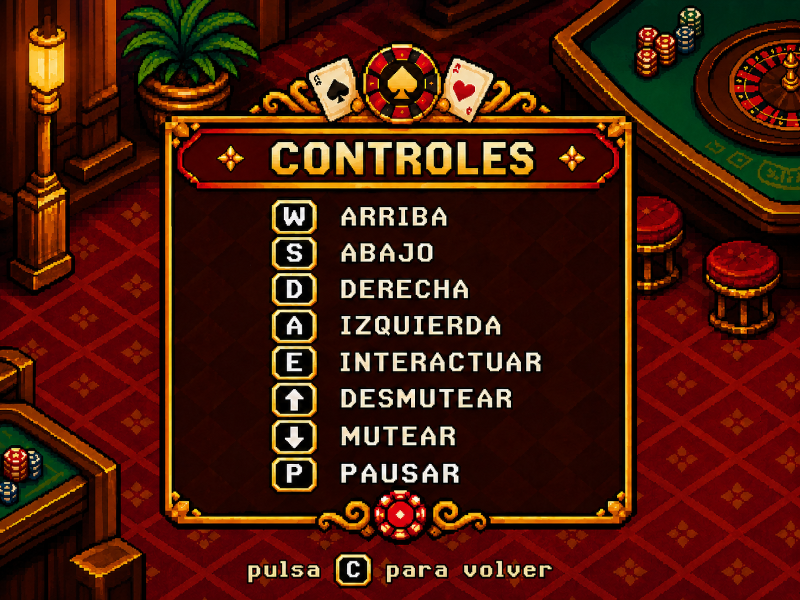 CONTROLES
W ARRIBA
S ABAJO
D DERECHA
A IZQUIERDA
E INTERACTUAR
↑ DESMUTEAR
↓ MUTEAR
P PAUSAR
pulsa C para volver